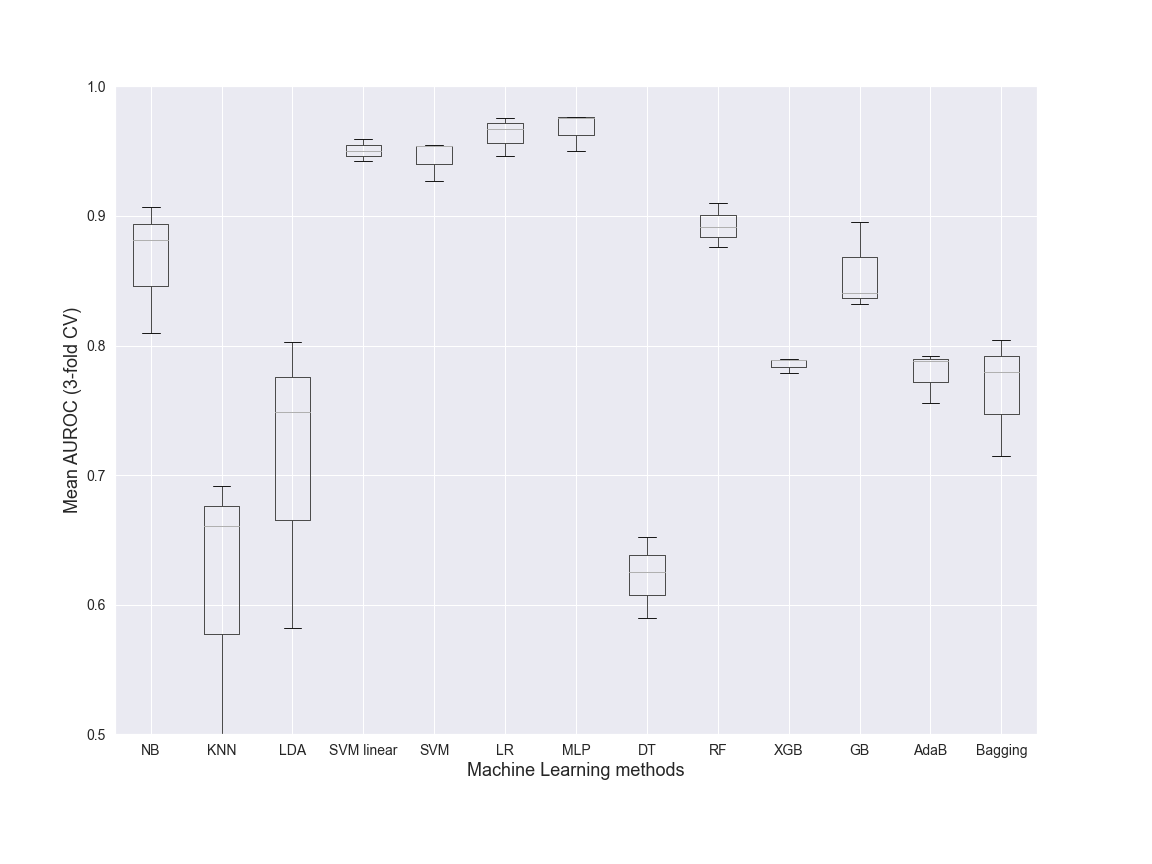 1.0
0.9
0.8
0.7
0.6
0.5
Mean AUROC (3-fold CV)
NB KNN LDA SVM linear SVM LR MLP DT RF XGB GB AdaB Bagging
Machine Learning methods